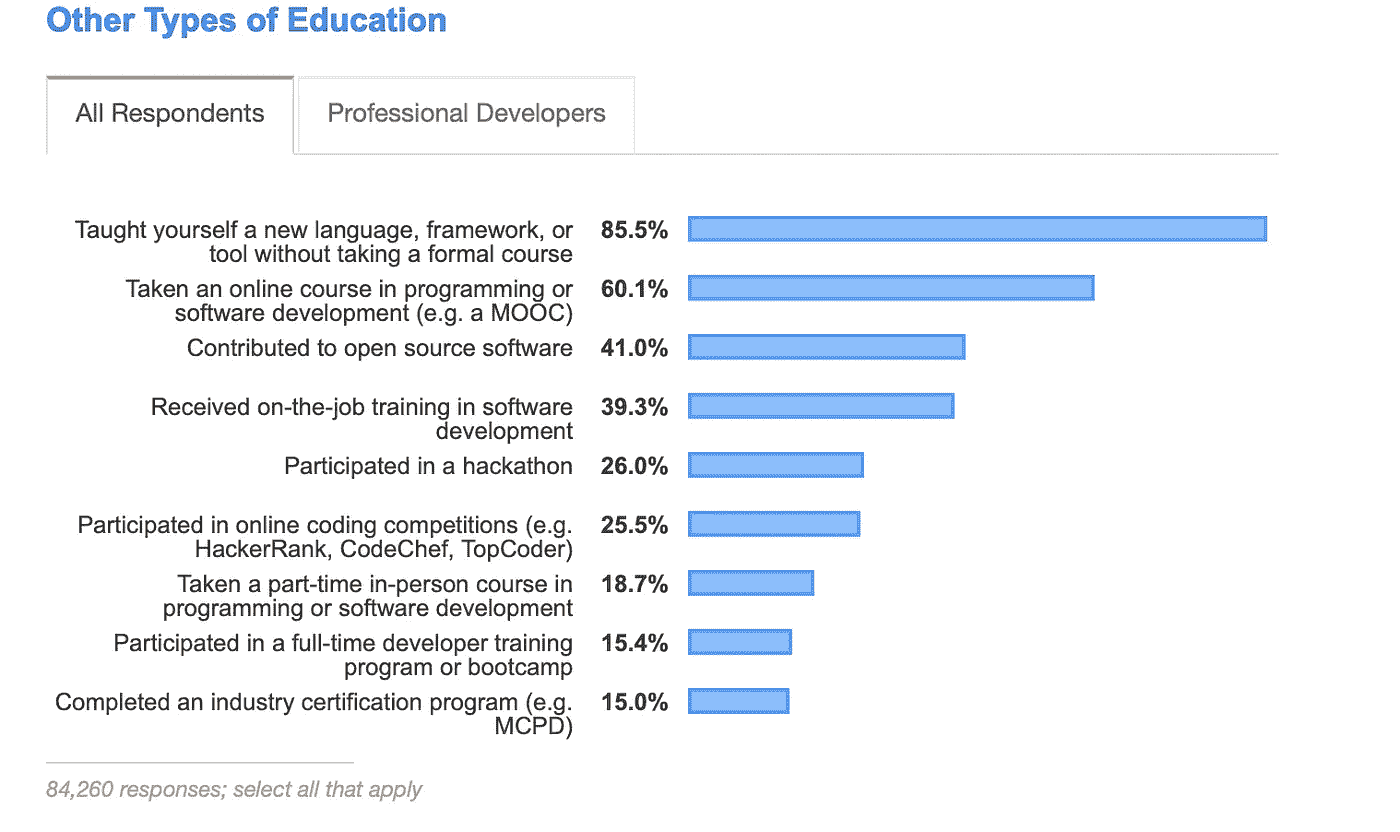 Other Types of Education
All Respondents
Professional Developers
Taught yourself a new language, framework, or 85.5%
tool without taking a formal course
Taken an online course in programming or 60.1%
software development (e.g. a MOOC)
Contributed to open source software 41.0%
Received on-the-job training in software 39.3%
development
Participated in a hackathon 26.0%
Participated in online coding competitions (e.g. 25.5%
HackerRank, CodeChef, TopCoder)
Taken a part-time in-person course in 18.7%
programming or software development
Participated in a full-time developer training 15.4%
program or bootcamp
Completed an industry certification program (e.g. 15.0%
MCPD)
84,260 responses; select all that apply